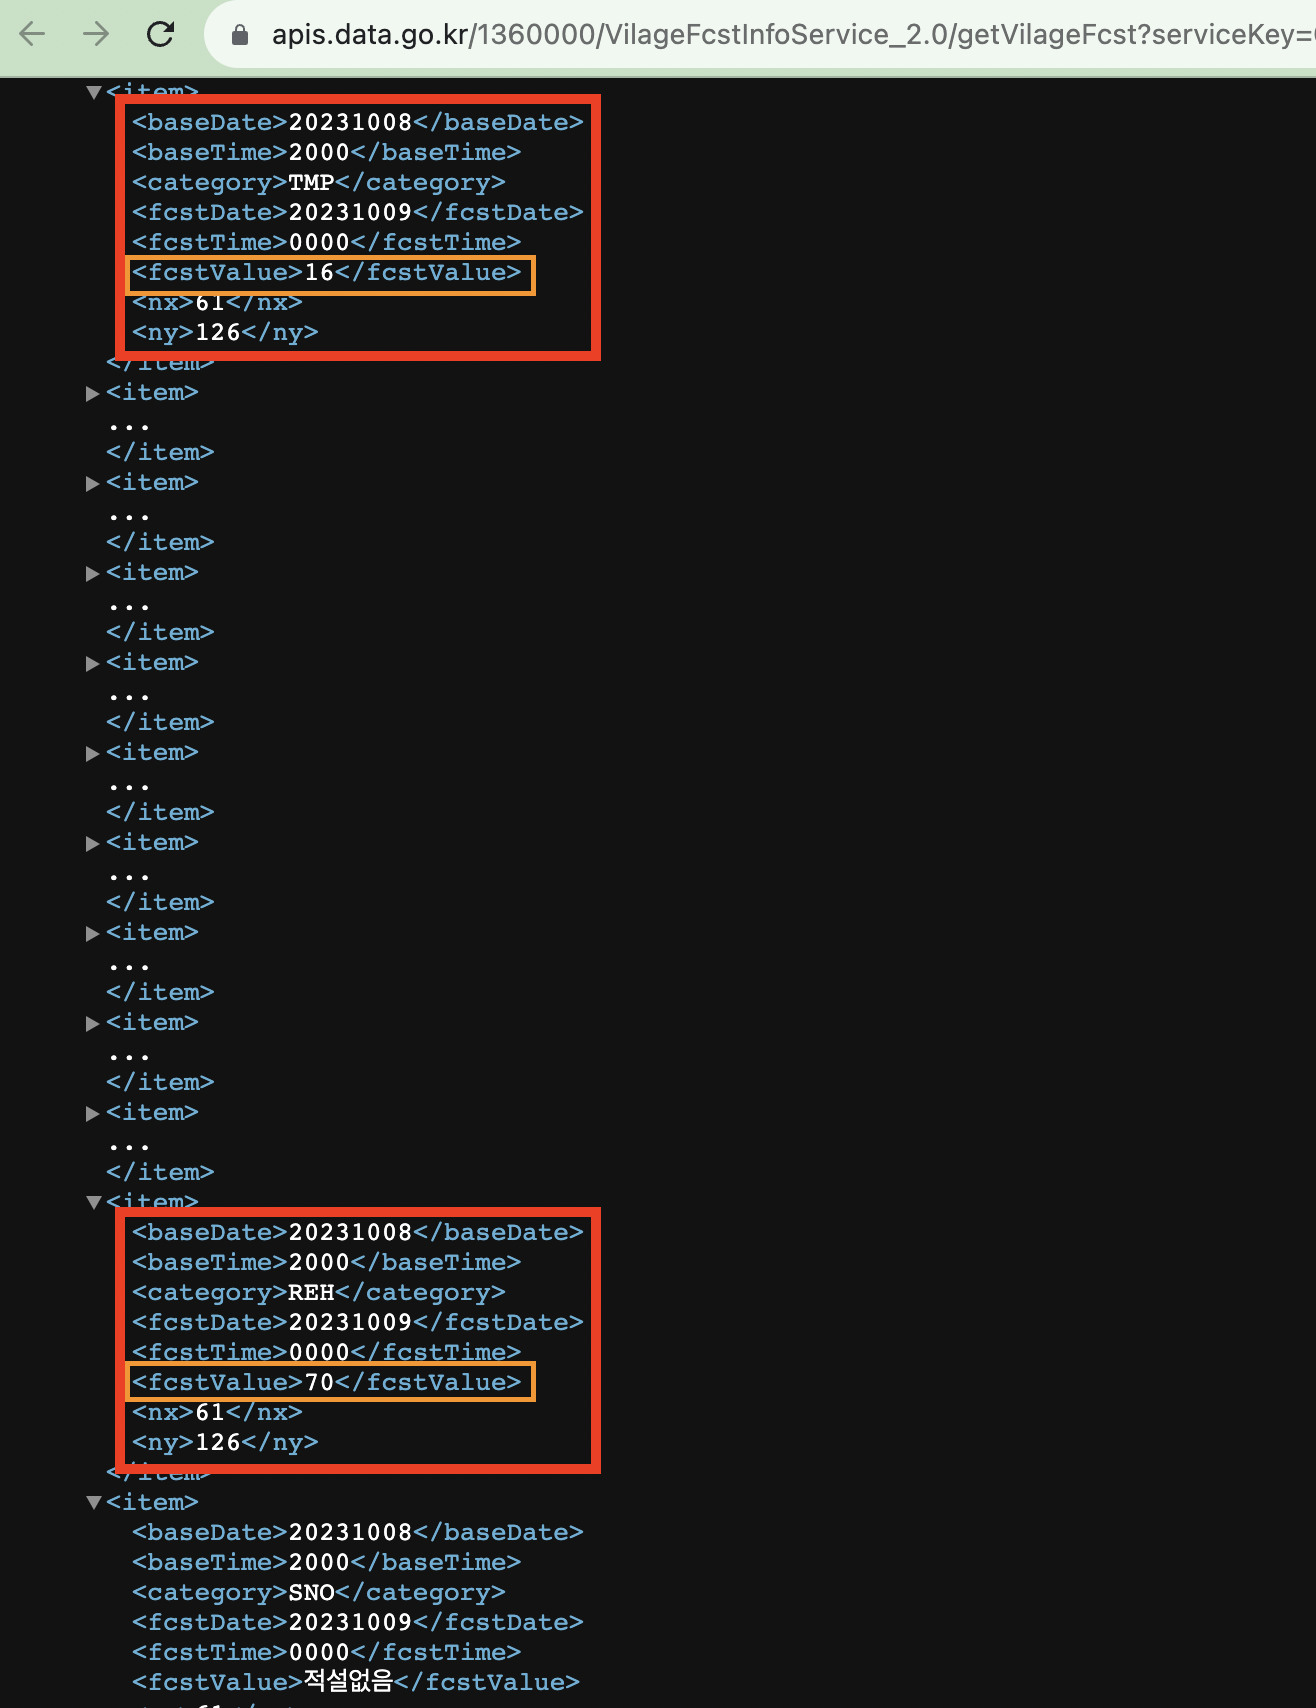 apis.data.go.kr/1360000/VilageFcstInfoService_2.0/getVilageFcst?serviceKey=
<item>
<baseDate>20231008</baseDate>
<baseTime>2000</baseTime>
<category>TMP</category>
<fcstDate>20231009</fcstDate>
<fcstTime>0000</fcstTime>
<fcstValue>16</fcstValue>
<nx>61</nx>
<ny>126</ny>
</item>
<item>
...
</item>
<item>
...
</item>
<item>
...
</item>
<item>
...
</item>
<item>
...
</item>
<item>
...
</item>
<item>
...
</item>
<item>
...
</item>
<item>
...
</item>
<item>
<baseDate>20231008</baseDate>
<baseTime>2000</baseTime>
<category>REH</category>
<fcstDate>20231009</fcstDate>
<fcstTime>0000</fcstTime>
<fcstValue>70</fcstValue>
<nx>61</nx>
<ny>126</ny>
</item>
<item>
<baseDate>20231008</baseDate>
<baseTime>2000</baseTime>
<category>SNO</category>
<fcstDate>20231009</fcstDate>
<fcstTime>0000</fcstTime>
<fcstValue>적설없음</fcstValue>